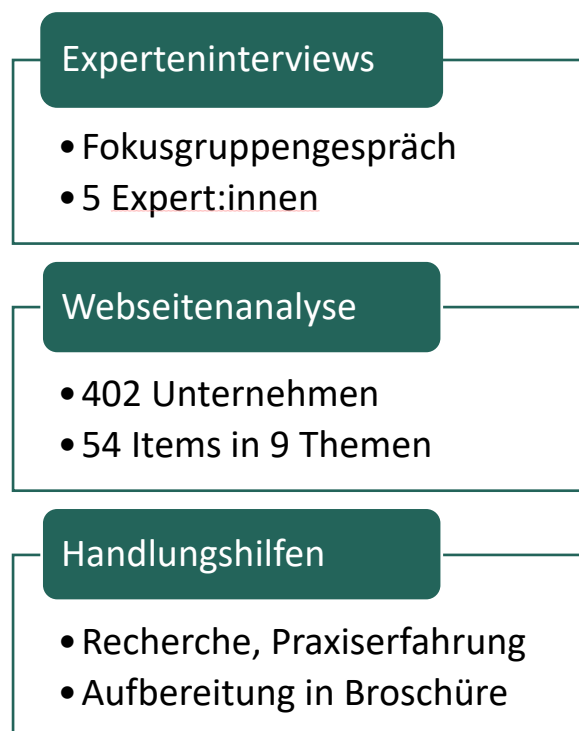 Experteninterviews
• Fokusgruppengespräch
• 5 Expert:innen
Webseitenanalyse
• 402 Unternehmen
• 54 Items in 9 Themen
Handlungshilfen
• Recherche, Praxiserfahrung
• Aufbereitung in Broschüre